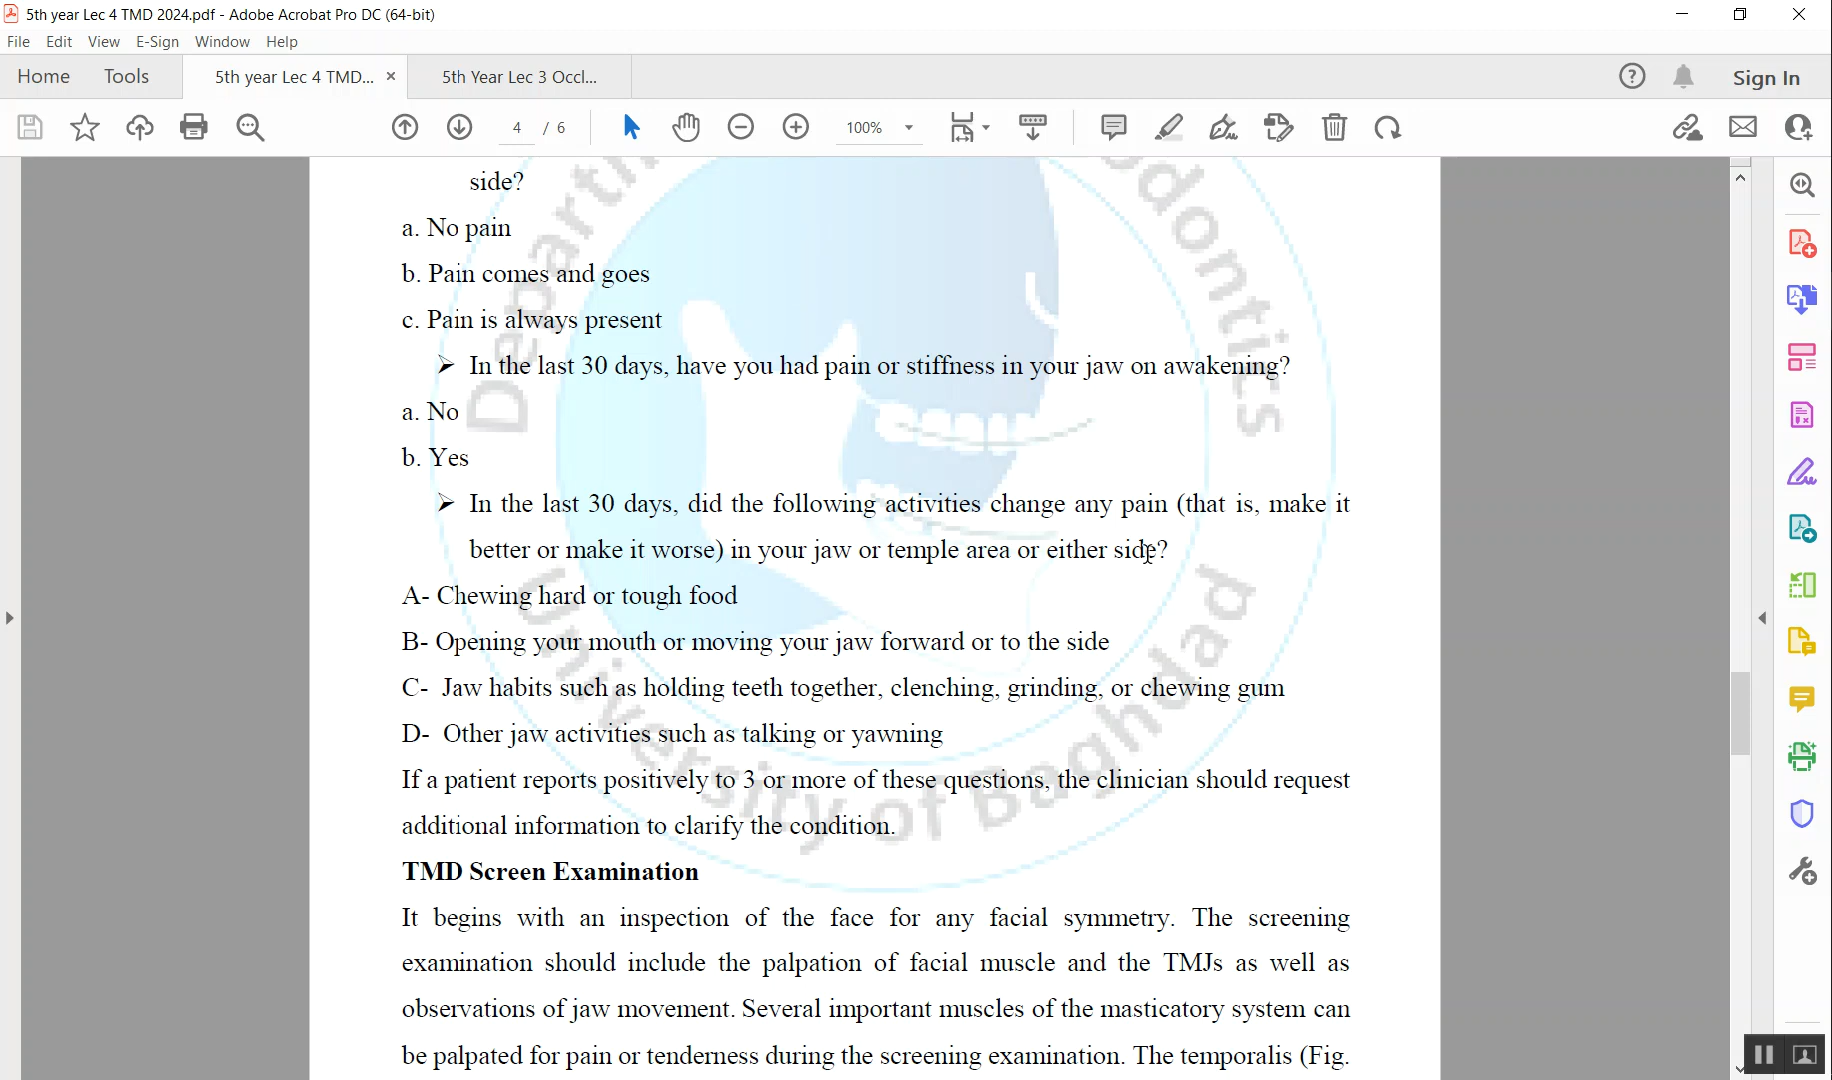 5th year Lec 4 TMD 2024.pdf - Adobe Acrobat Pro DC (64-bit)
File Edit View E-Sign Window Help
Home Tools 5th year Lec 4 TMD... × 5th Year Lec 3 Occl... Sign In
4 / 6 100%
side?
a. No pain
b. Pain comes and goes
c. Pain is always present
➢ In the last 30 days, have you had pain or stiffness in your jaw on awakening?
a. No
b. Yes
➢ In the last 30 days, did the following activities change any pain (that is, make it
better or make it worse) in your jaw or temple area or either side?
A- Chewing hard or tough food
B- Opening your mouth or moving your jaw forward or to the side
C- Jaw habits such as holding teeth together, clenching, grinding, or chewing gum
D- Other jaw activities such as talking or yawning
If a patient reports positively to 3 or more of these questions, the clinician should request
additional information to clarify the condition.
TMD Screen Examination
It begins with an inspection of the face for any facial symmetry. The screening
examination should include the palpation of facial muscle and the TMJs as well as
observations of jaw movement. Several important muscles of the masticatory system can
be palpated for pain or tenderness during the screening examination. The temporalis (Fig.
University of Baghdad